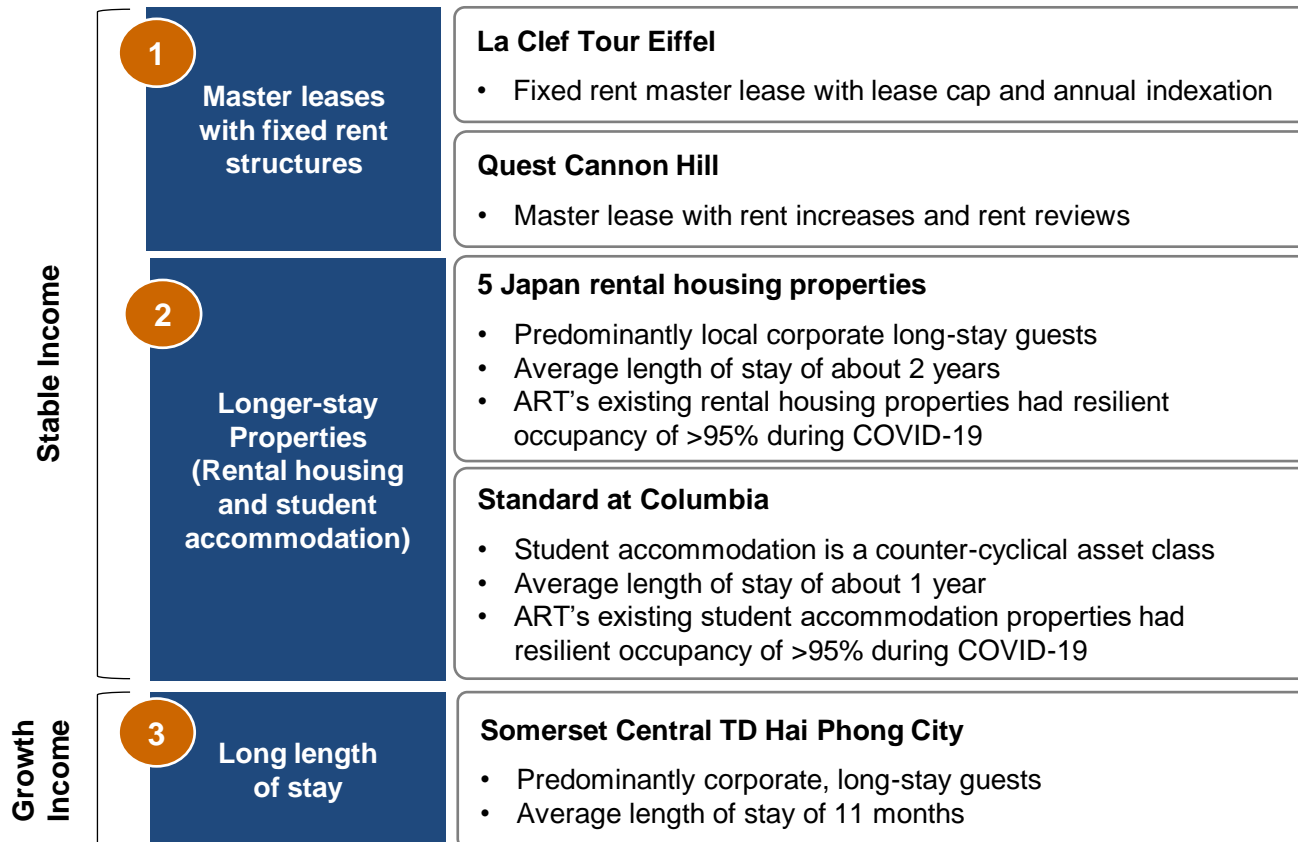 Stable Income
1
Master leases
with fixed rent
structures
La Clef Tour Eiffel
• Fixed rent master lease with lease cap and annual indexation
Quest Cannon Hill
• Master lease with rent increases and rent reviews
2
Longer-stay
Properties
(Rental housing
and student
accommodation)
5 Japan rental housing properties
• Predominantly local corporate long-stay guests
• Average length of stay of about 2 years
• ART’s existing rental housing properties had resilient
occupancy of >95% during COVID-19
Standard at Columbia
• Student accommodation is a counter-cyclical asset class
• Average length of stay of about 1 year
• ART’s existing student accommodation properties had
resilient occupancy of >95% during COVID-19
Growth
Income
3
Long length
of stay
Somerset Central TD Hai Phong City
• Predominantly corporate, long-stay guests
• Average length of stay of 11 months